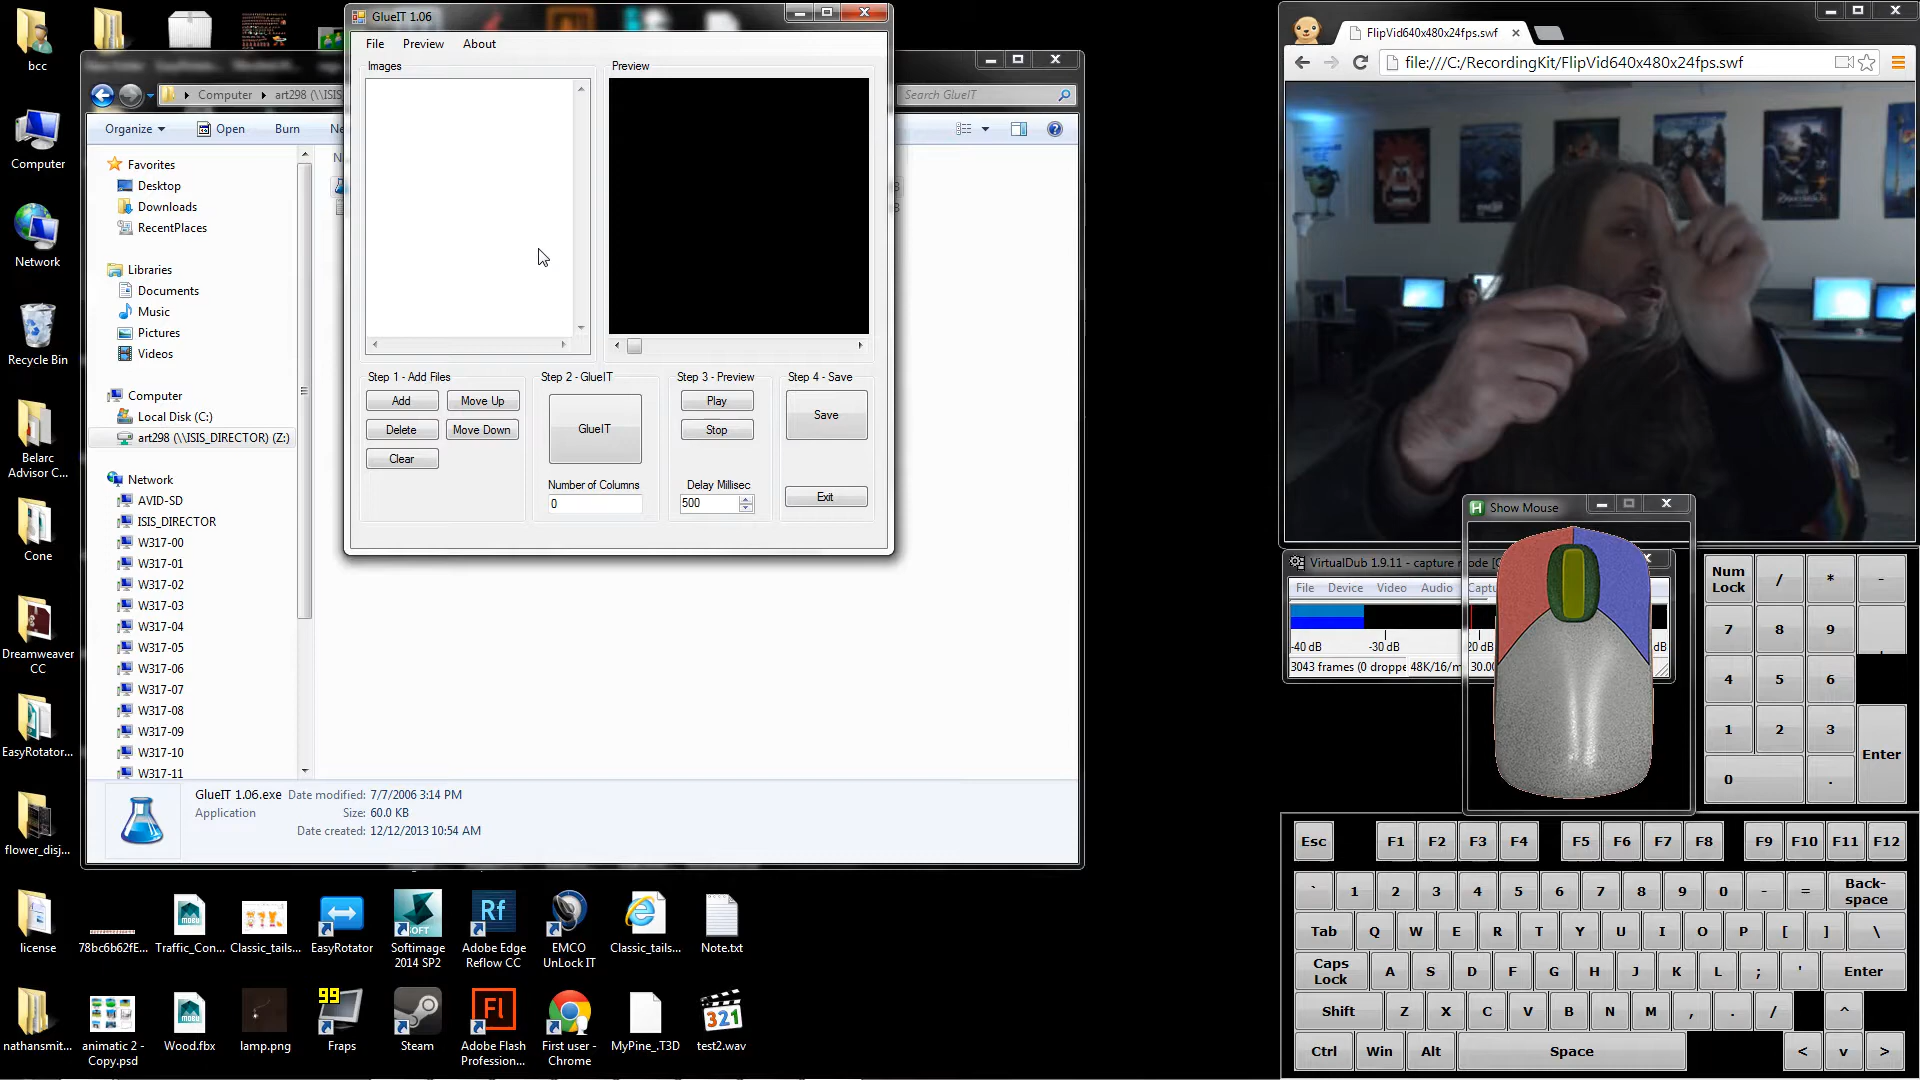 bcc
Computer
Network
Recycle Bin
Belarc
Advisor C...
Cone
Dreamweaver
CC
EasyRotator...
flower_disj...
license
nathansmit...
78bc6b62fE...
Traffic_Con...
Classic_tails...
EasyRotator
Softimage
2014 SP2
Adobe Edge
Reflow CC
EMCO
UnLock IT
Classic_tails...
Note.txt
animatic 2 -
Copy.psd
Wood.fbx
lamp.png
99
Fraps
Steam
Adobe Flash
Profession...
First user -
Chrome
MyPine_.T3D
321
test2.wav
Computer
art298 (\\ISIS
Search GlueIT
Organize
Open
Burn
Ne
Favorites
Desktop
Downloads
RecentPlaces
Libraries
Documents
Music
Pictures
Videos
Computer
Local Disk (C:)
art298 (\\ISIS_DIRECTOR) (Z:)
Network
AVID-SD
ISIS_DIRECTOR
W317-00
W317-01
W317-02
W317-03
W317-04
W317-05
W317-06
W317-07
W317-08
W317-09
W317-10
W317-11
GlueIT 1.06.exe
Date modified: 7/7/2006 3:14 PM
Application
Size: 60.0 KB
Date created: 12/12/2013 10:54 AM
GlueIT 1.06
File Preview About
Images
Preview
Step 1 - Add Files
Add
Move Up
Delete
Move Down
Clear
Step 2 - GlueIT
GlueIT
Number of Columns
0
Step 3 - Preview
Play
Stop
Delay Millisec
500
Step 4 - Save
Save
Exit
FlipVid640x480x24fps.swf
file:///C:/RecordingKit/FlipVid640x480x24fps.swf
Show Mouse
VirtualDub 1.9.11 - capture mode [C
File Device Video Audio Captu
-40 dB
-30 dB
20 dB
dB
3043 frames (0 droppe
48K/16/m
30.00
Num
Lock
/ * -
7 8 9
4 5 6
1 2 3
Enter
0 .
Esc F1 F2 F3 F4 F5 F6 F7 F8 F9 F10 F11 F12
` 1 2 3 4 5 6 7 8 9 0 - = Back-
space
Tab Q W E R T Y U I O P [ ] \
Caps
Lock
A S D F G H J K L ; ' Enter
Shift Z X C V B N M , . / ^
Ctrl Win Alt Space < v >